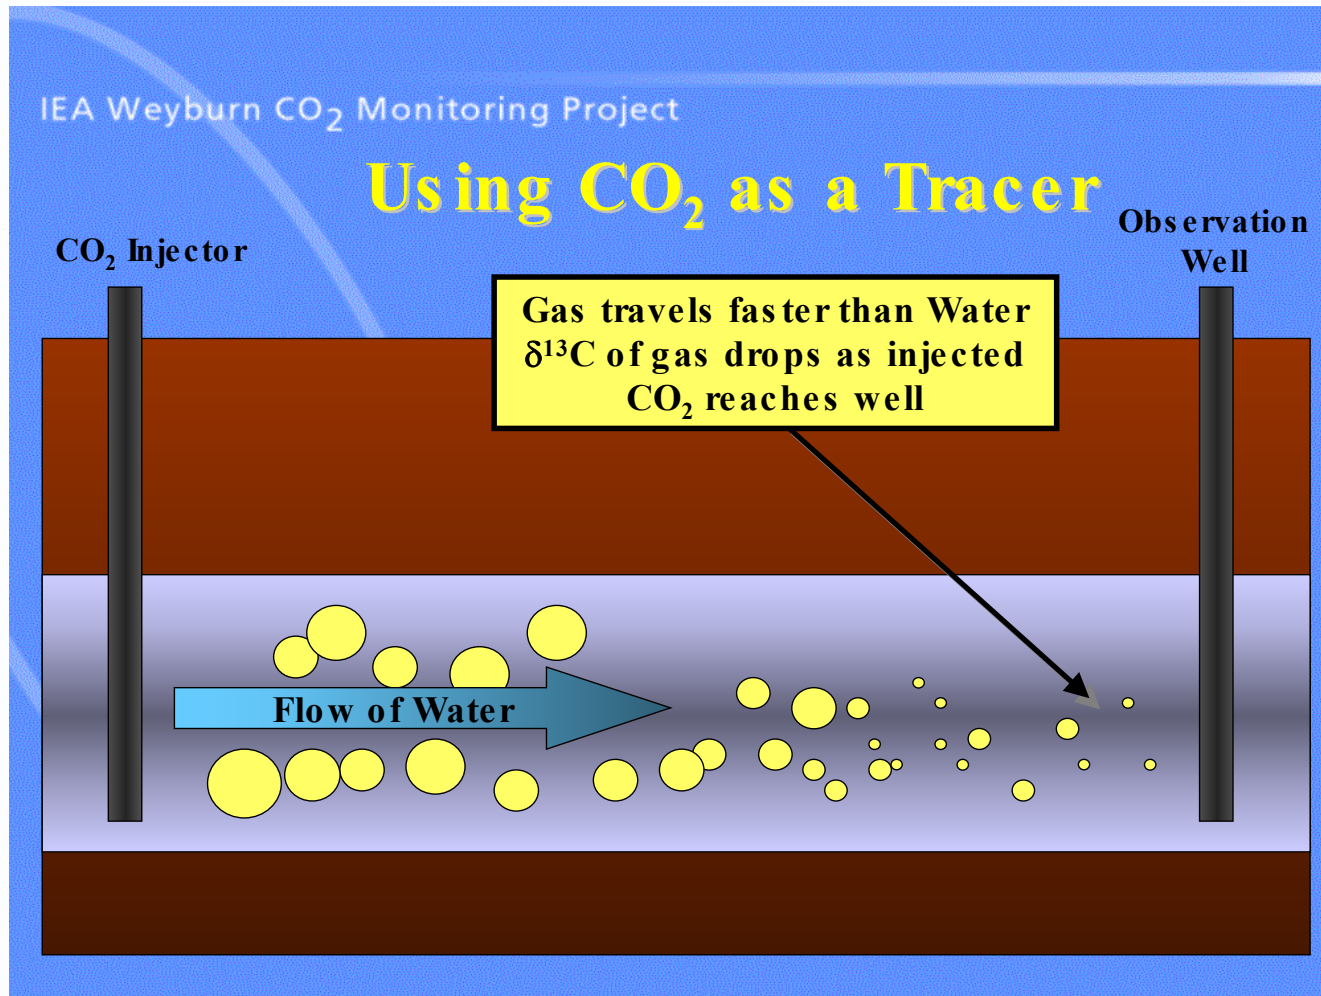 IEA Weyburn CO₂ Monitoring Project
Using CO₂ as a Tracer
CO₂ Injector
Observation
Well
Gas travels faster than Water
δ¹³C of gas drops as injected
CO₂ reaches well
Flow of Water